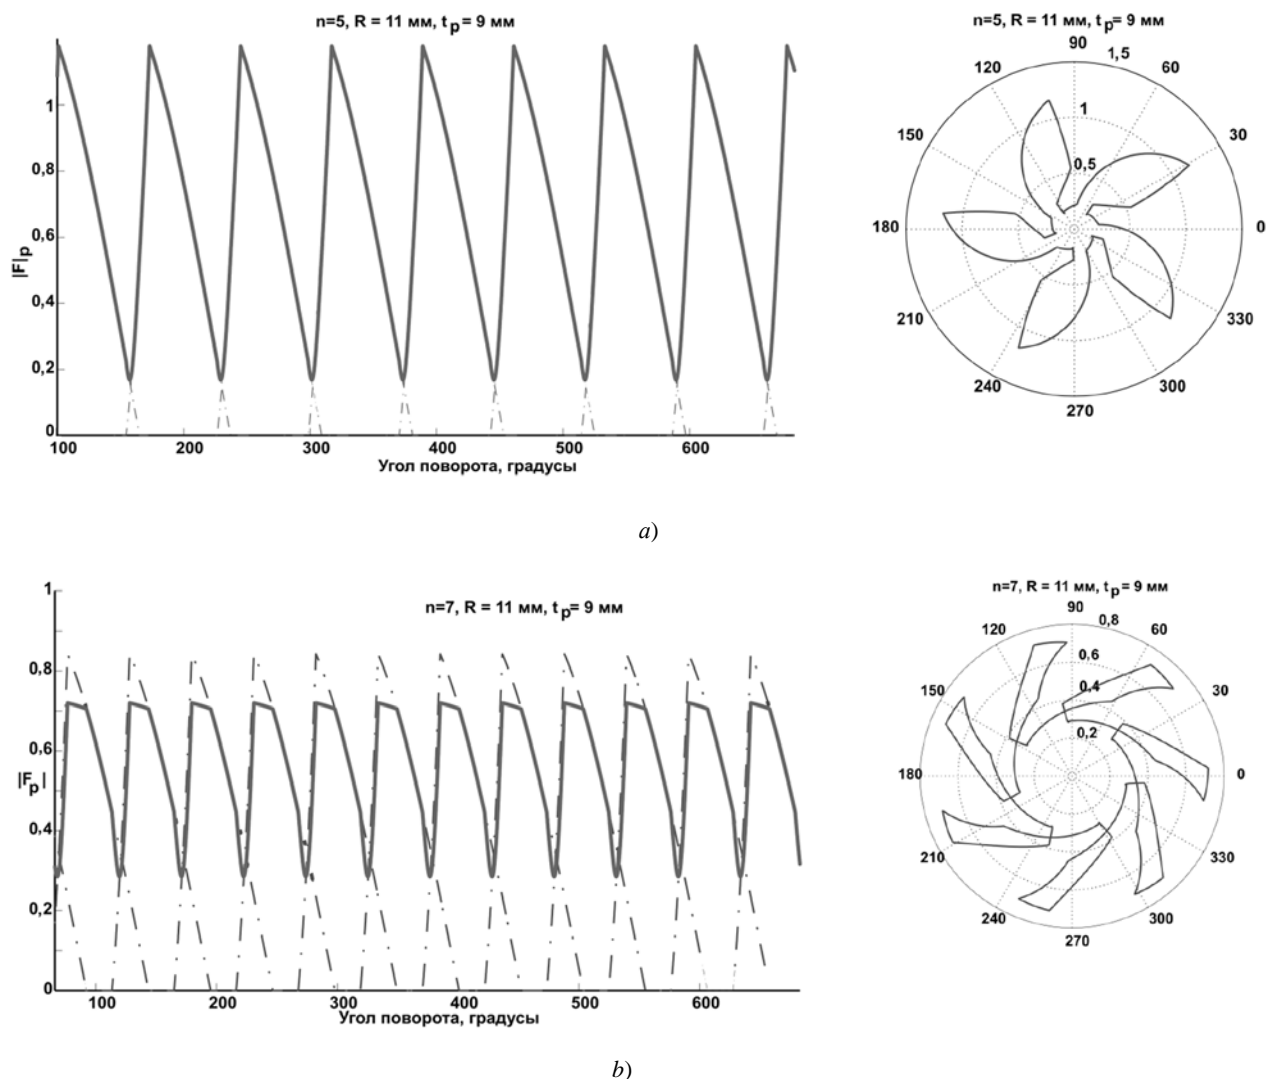 n=5, R = 11 мм, tp= 9 мм
1
0,8
0,6
0,4
0,2
0
|F|p
100 200 300 400 500 600
Угол поворота, градусы
n=5, R = 11 мм, tp= 9 мм
90
1,5
120 60
1
150 30
0,5
180 0
210 330
240 300
270
a)
n=7, R = 11 мм, tp= 9 мм
1
0,8
0,6
|Fp|
0,4
0,2
0
100 200 300 400 500 600
Угол поворота, градусы
n=7, R = 11 мм, tp= 9 мм
90
0,8
120 60
0,6
0,4
150 30
0,2
180 0
210 330
240 300
270
b)